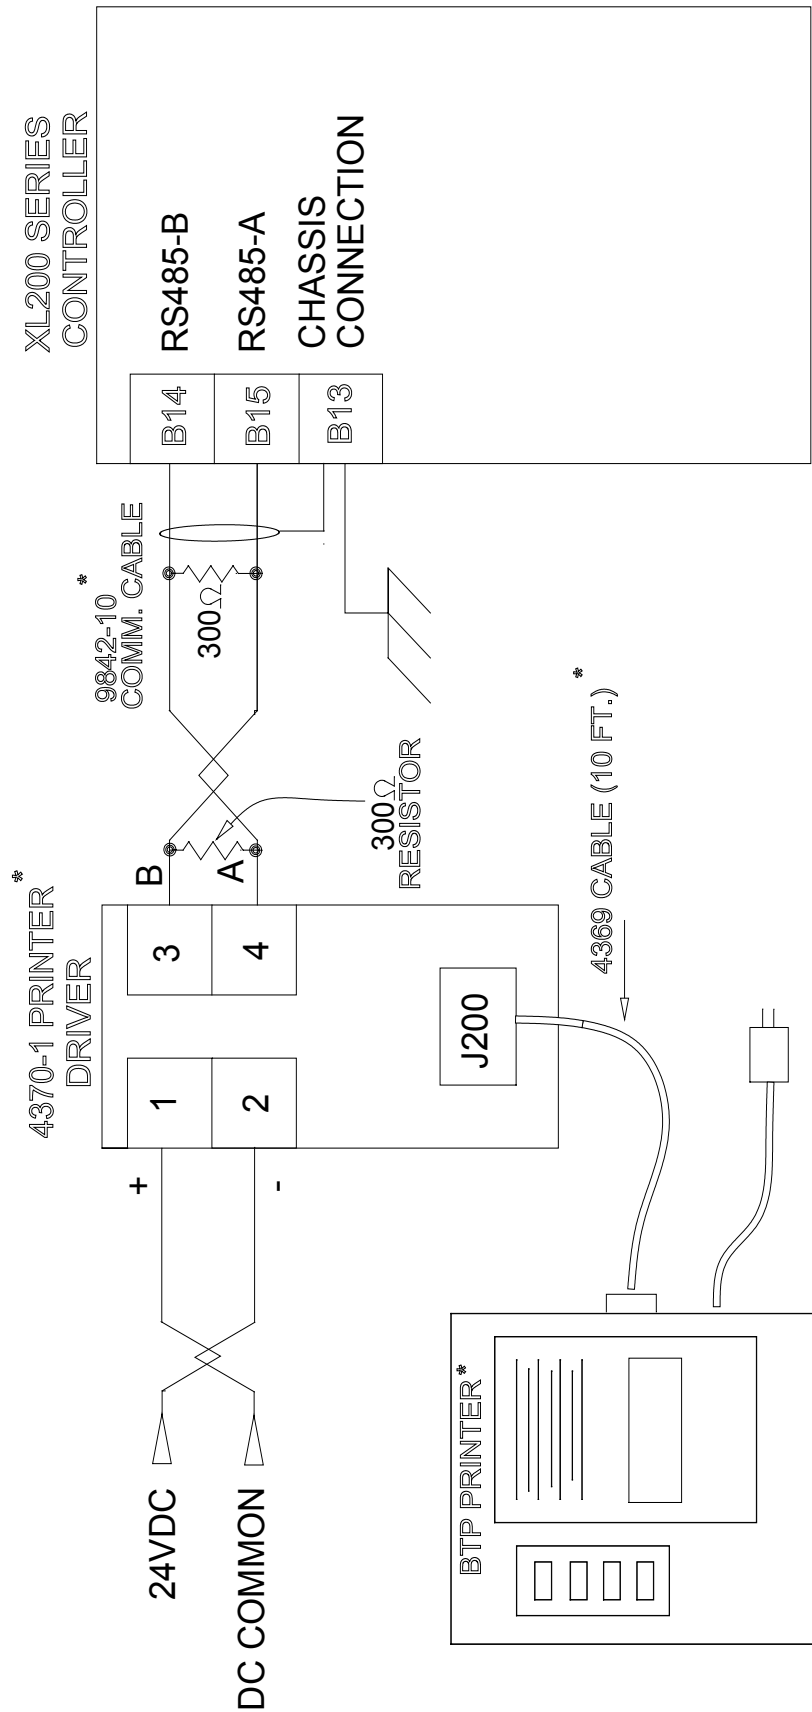 XL200 SERIES
CONTROLLER
RS485-B
RS485-A
CHASSIS
CONNECTION
B14
B15
B13
9842-10 *
COMM. CABLE
300Ω
300Ω
RESISTOR
4370-1 PRINTER *
DRIVER
B
A
3
4
1
2
J200
+
-
24VDC
DC COMMON
4369 CABLE (10 FT.) *
BTP PRINTER *